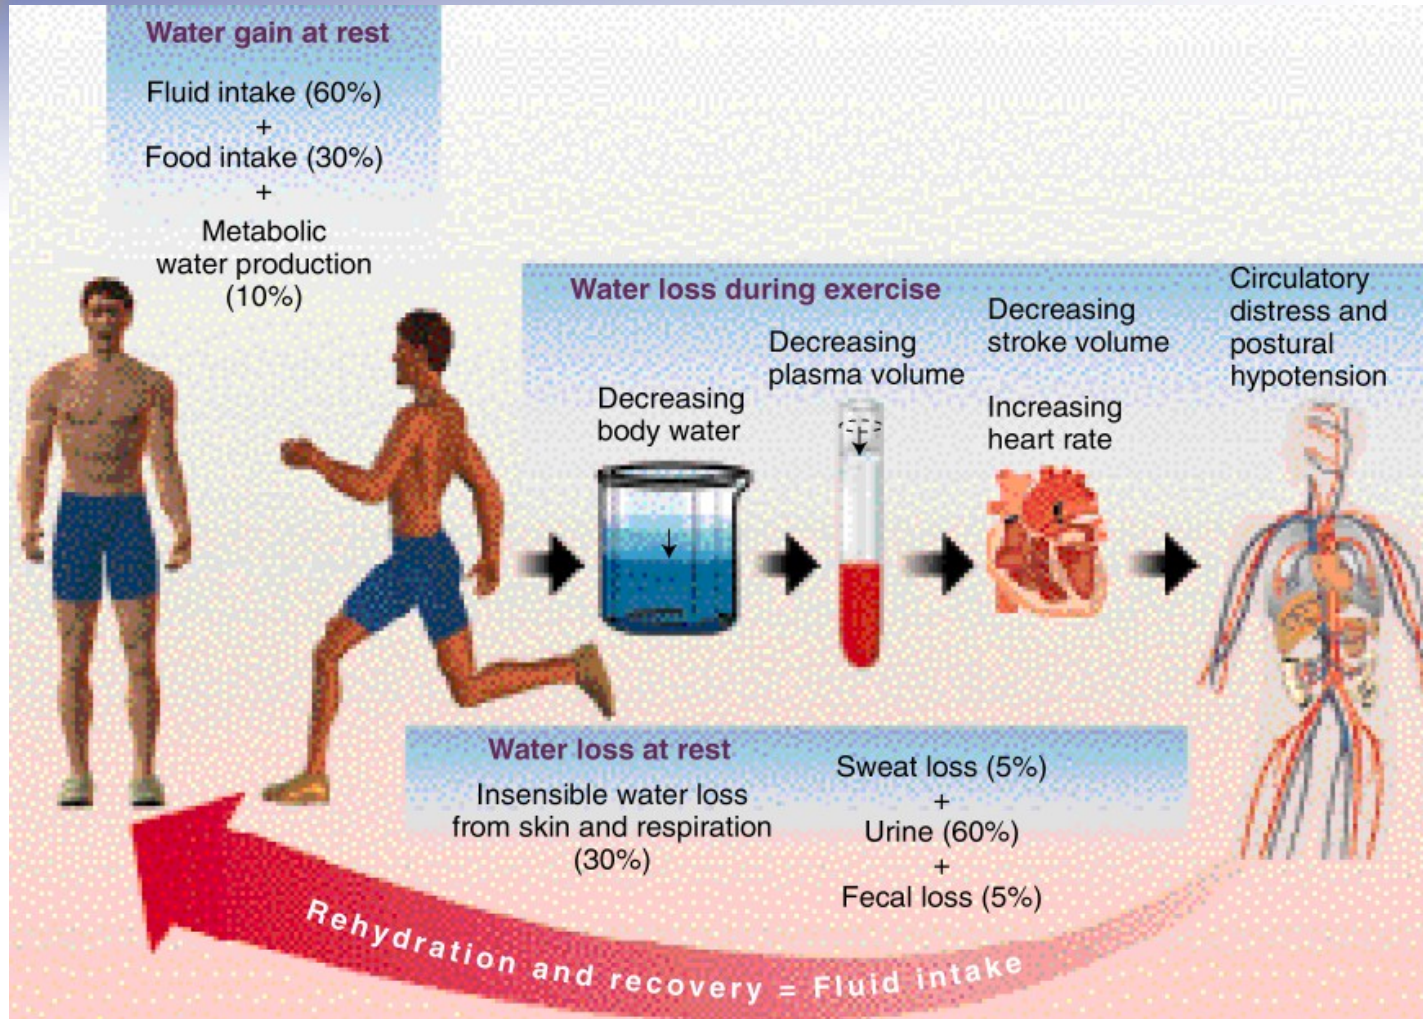 Water gain at rest
Fluid intake (60%)
+
Food intake (30%)
+
Metabolic
water production
(10%)
Water loss during exercise
Decreasing
body water
Decreasing
plasma volume
Decreasing
stroke volume
Increasing
heart rate
Circulatory
distress and
postural
hypotension
Water loss at rest
Insensible water loss
from skin and respiration
(30%)
Sweat loss (5%)
+
Urine (60%)
+
Fecal loss (5%)
Rehydration and recovery = Fluid intake